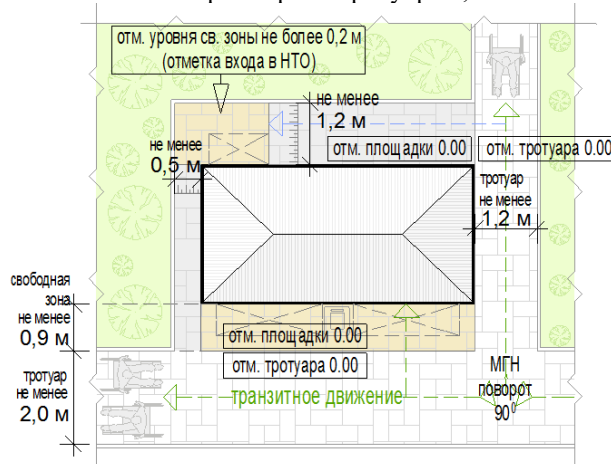 отм. уровня св. зоны не более 0,2 м
(отметка входа в НТО)
не менее
1,2 м
не менее
0,5 м
отм. площадки 0.00
отм. тротуара 0.00
тротуар
не менее
1,2 м
свободная
зона
не менее
0,9 м
отм. площадки 0.00
отм. тротуара 0.00
тротуар
не менее
2,0 м
транзитное движение
МГН
поворот
90⁰